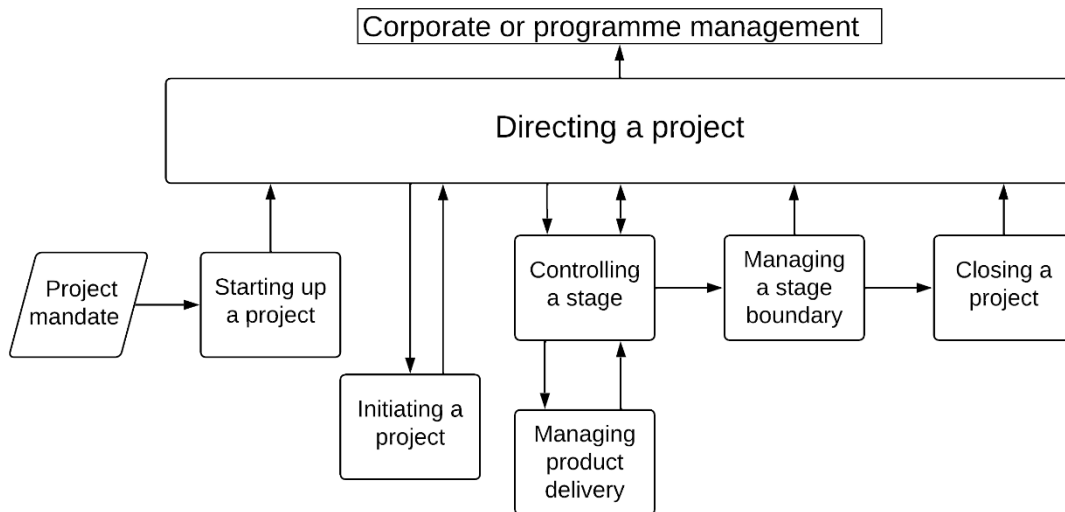 Corporate or programme management
Directing a project
Project
mandate
Starting up
a project
Initiating a
project
Controlling
a stage
Managing
product
delivery
Managing
a stage
boundary
Closing a
project